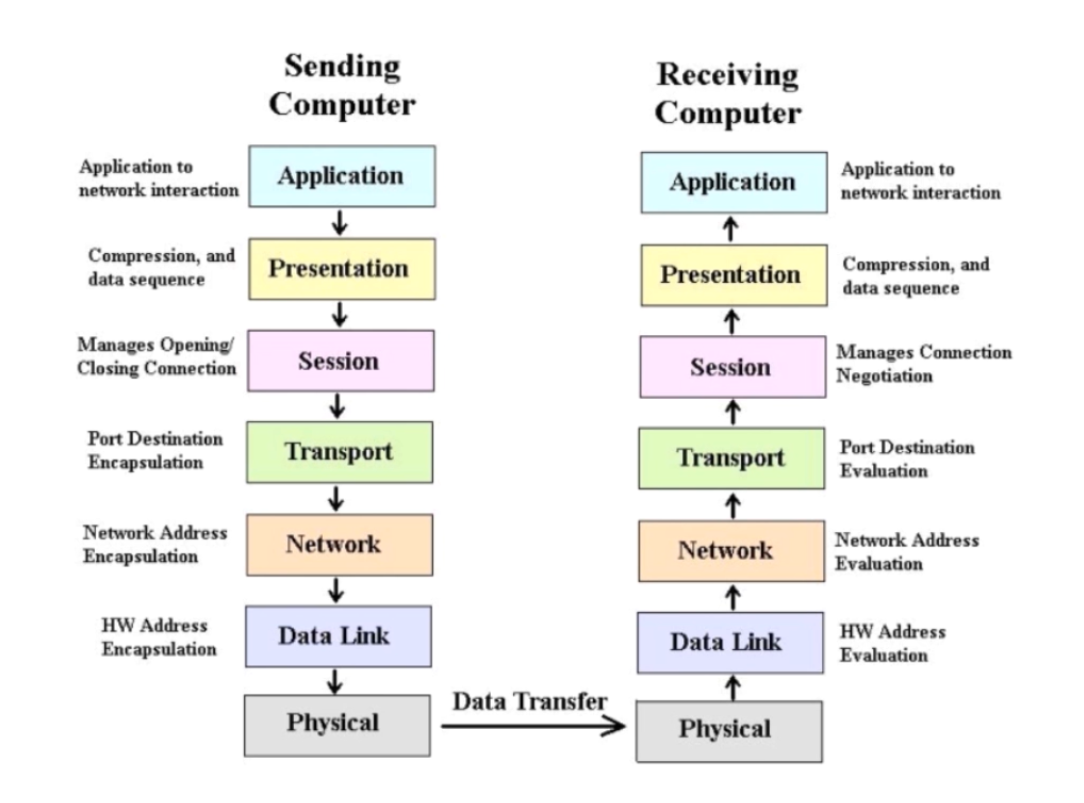 Sending
Computer
Receiving
Computer
Application to
network interaction
Application
Application
Application to
network interaction
Compression, and
data sequence
Presentation
Presentation
Compression, and
data sequence
Manages Opening/
Closing Connection
Session
Session
Manages Connection
Negotiation
Port Destination
Encapsulation
Transport
Transport
Port Destination
Evaluation
Network Address
Encapsulation
Network
Network
Network Address
Evaluation
HW Address
Encapsulation
Data Link
Data Link
HW Address
Evaluation
Physical
Data Transfer
Physical